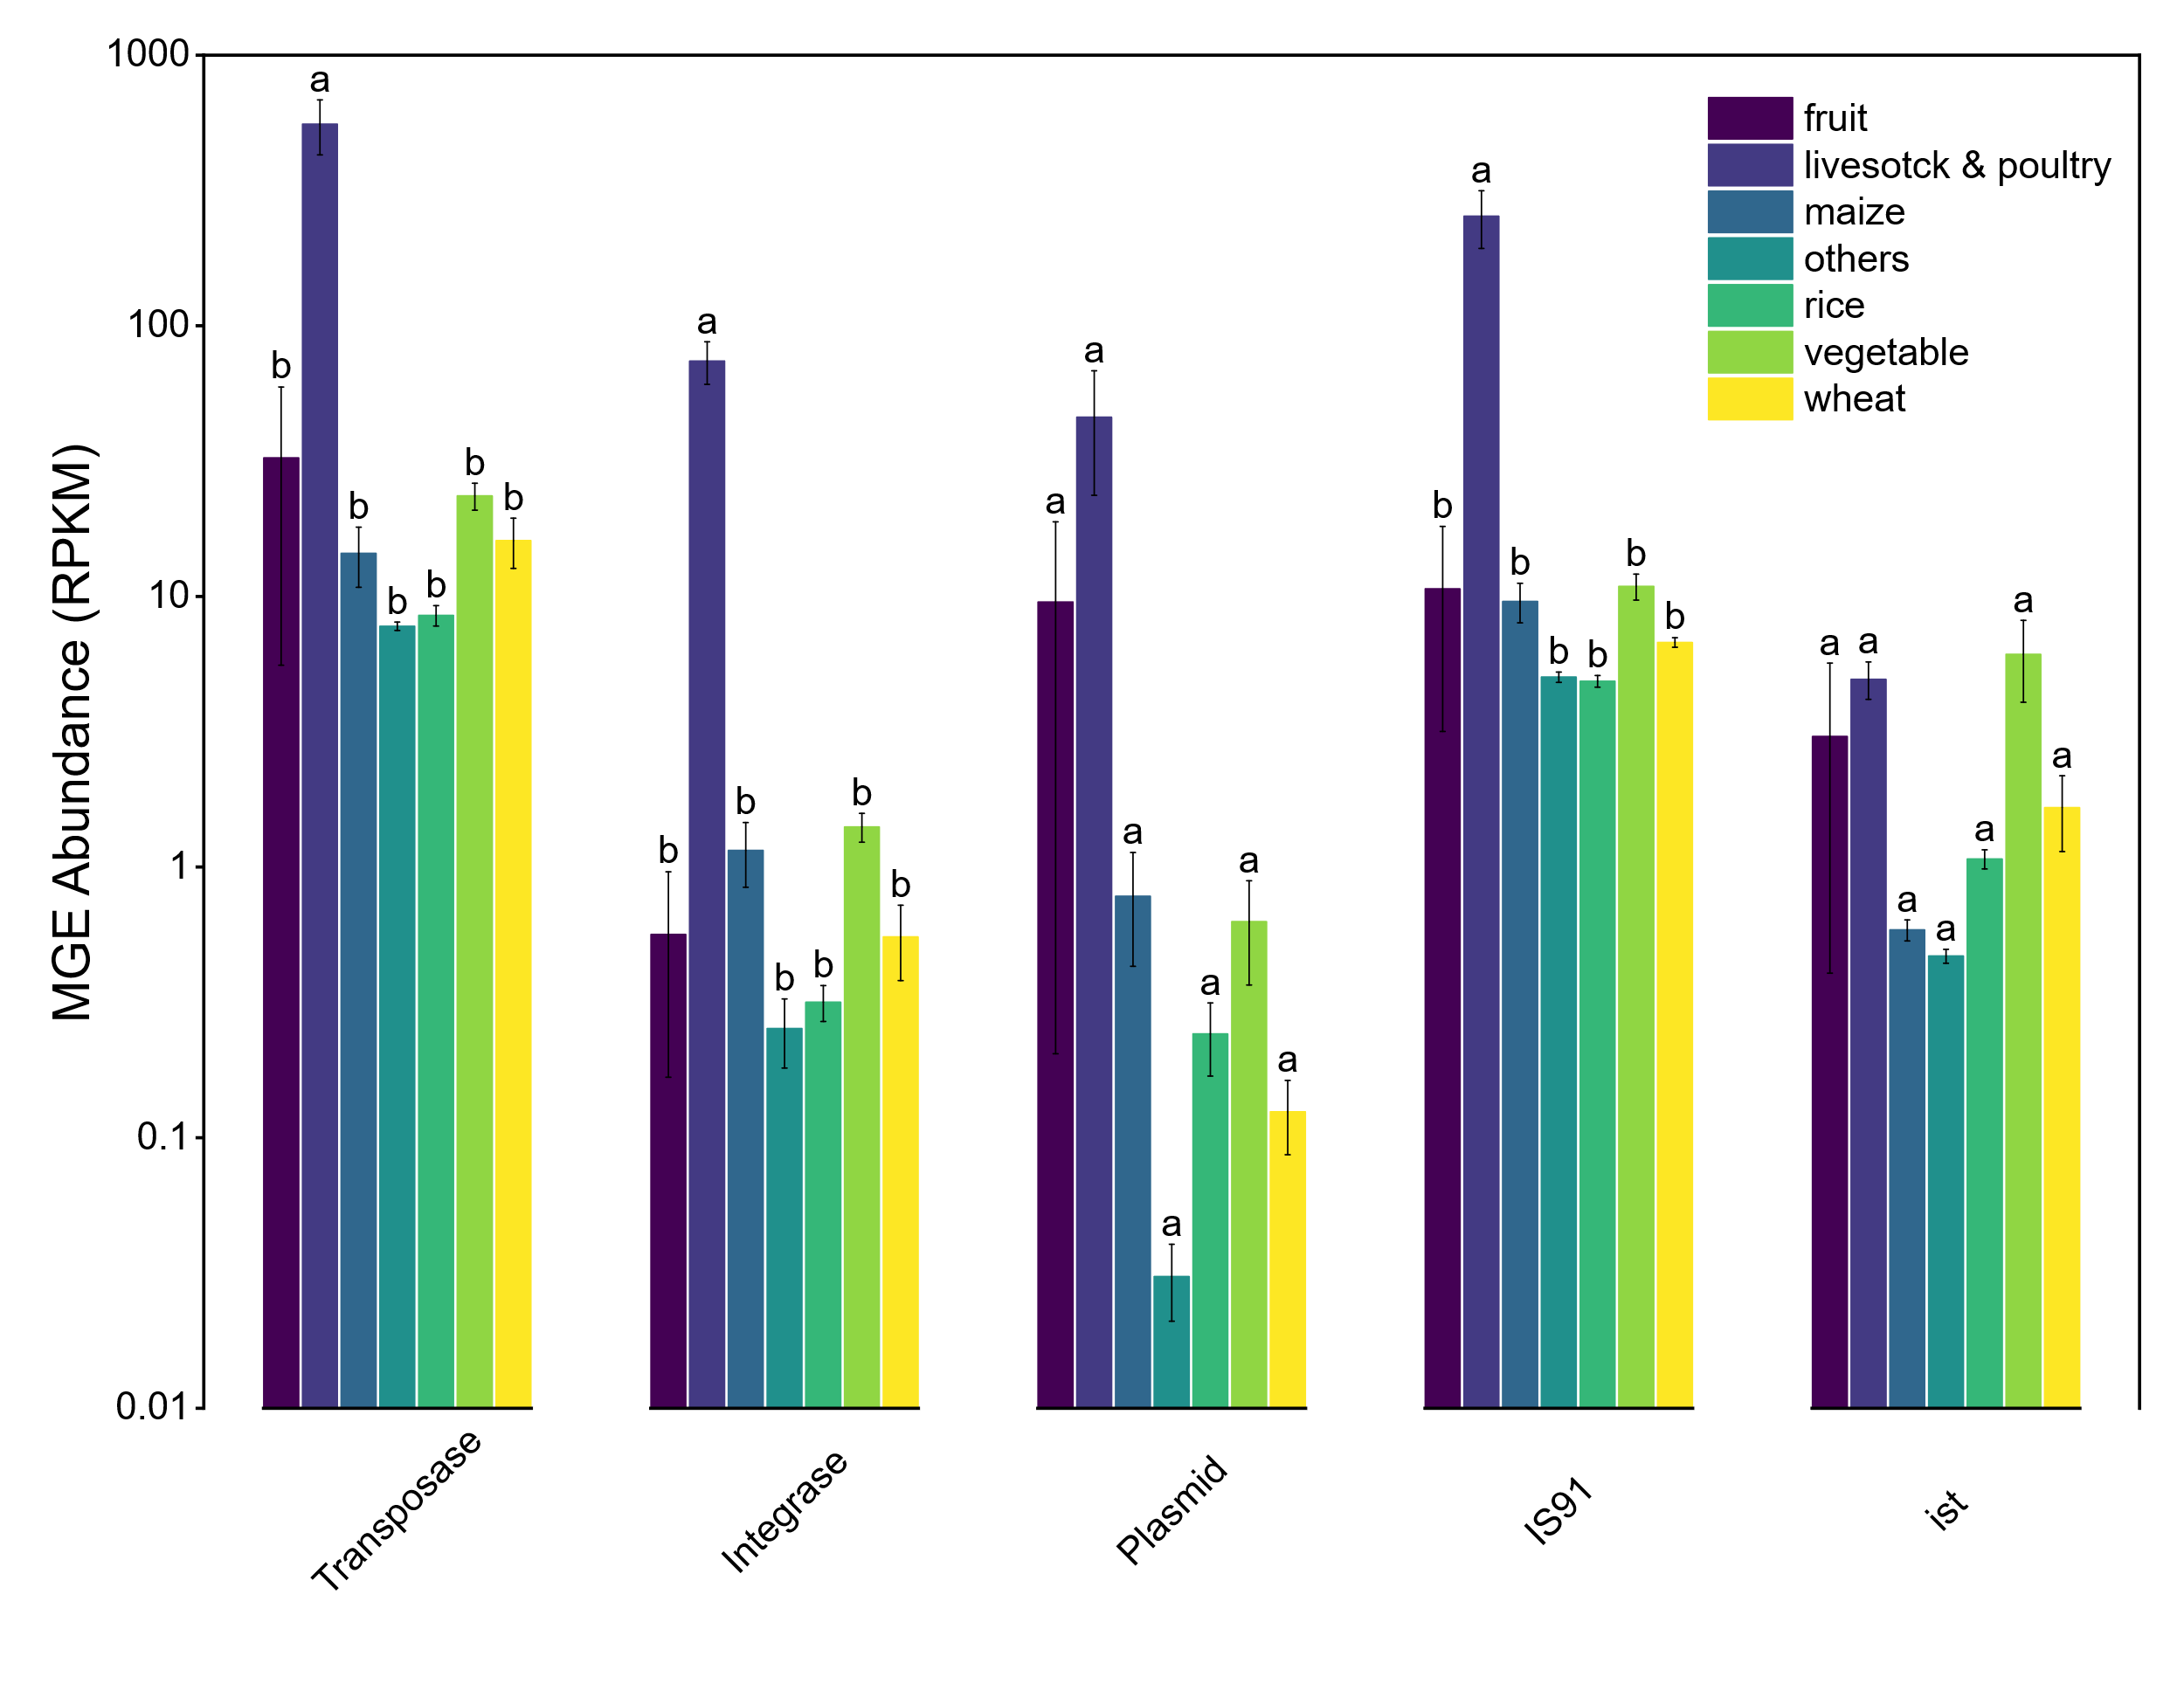 MGE Abundance (RPKM)
1000
100
10
1
0.1
0.01
b
a
b
b
b
b
b
b
a
b
b
b
b
b
a
a
a
a
a
a
a
b
a
b
b
b
b
b
a
a
a
a
a
a
a
fruit
livesotck & poultry
maize
others
rice
vegetable
wheat
Transposase
Integrase
Plasmid
IS91
ist